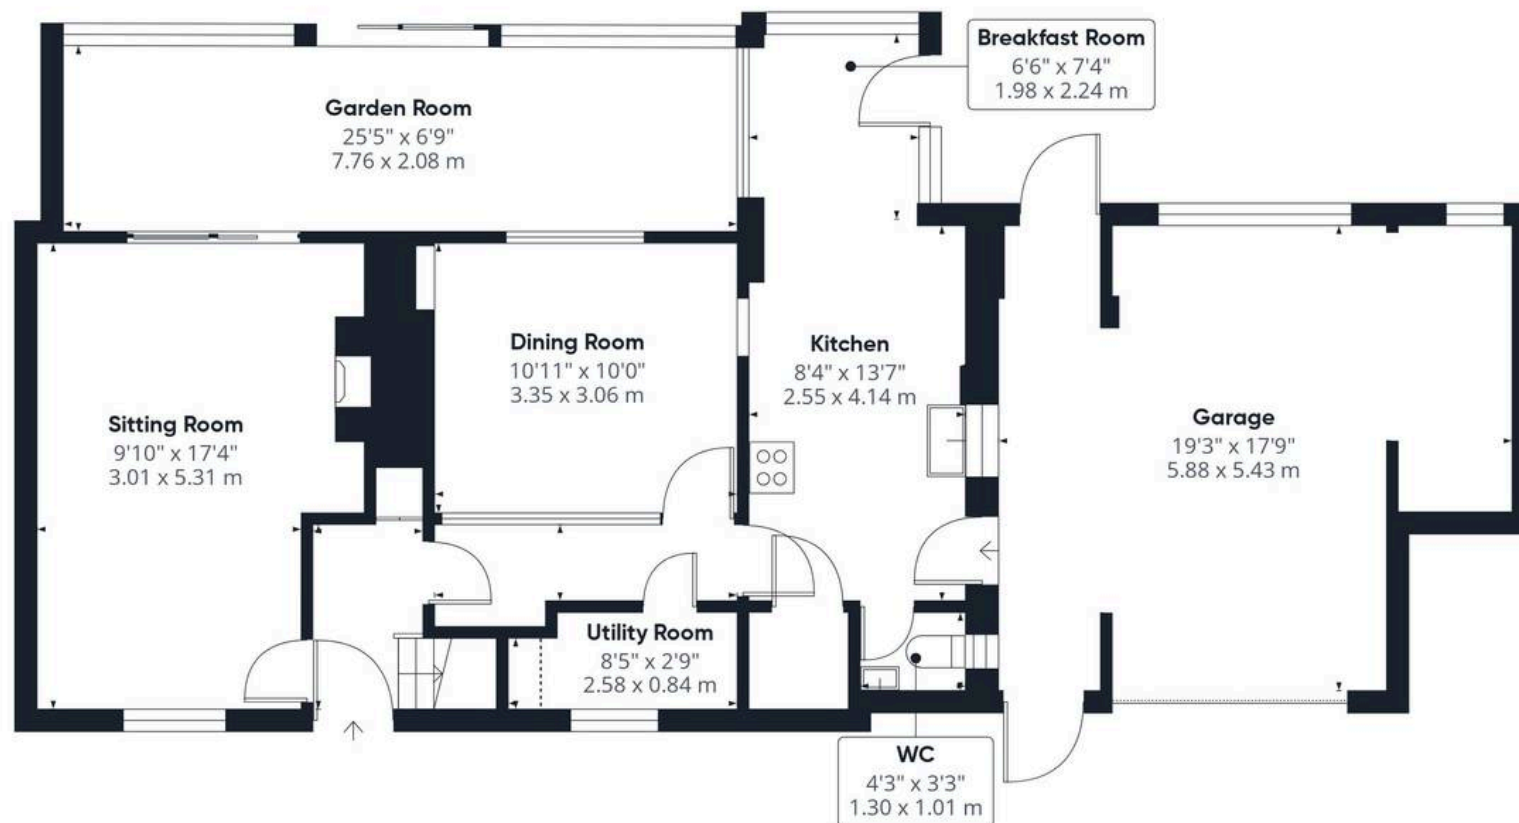 Breakfast Room
6'6" x 7'4"
1.98 x 2.24 m
Garden Room
25'5" x 6'9"
7.76 x 2.08 m
Dining Room
10'11" x 10'0"
3.35 x 3.06 m
Kitchen
8'4" x 13'7"
2.55 x 4.14 m
Sitting Room
9'10" x 17'4"
3.01 x 5.31 m
Garage
19'3" x 17'9"
5.88 x 5.43 m
Utility Room
8'5" x 2'9"
2.58 x 0.84 m
WC
4'3" x 3'3"
1.30 x 1.01 m